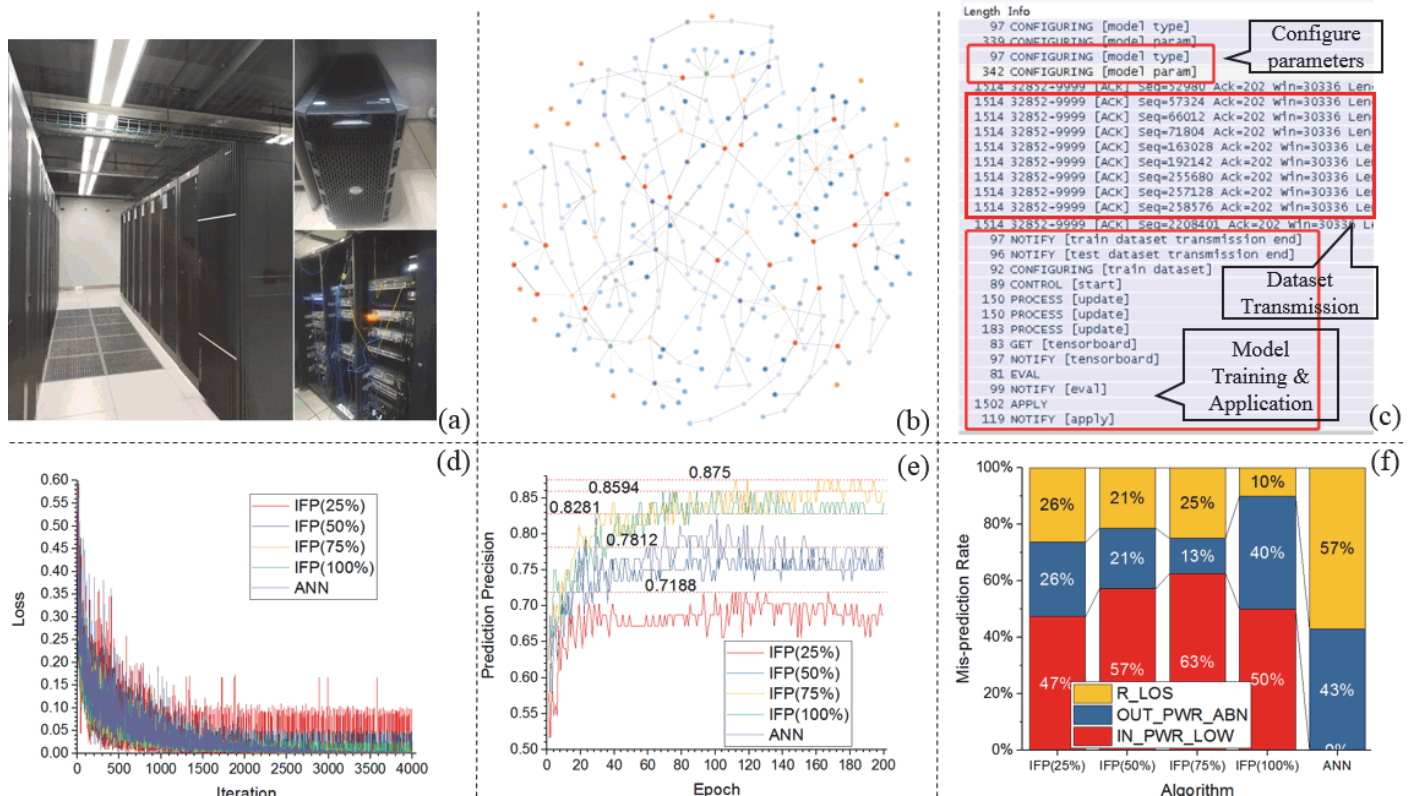 (a)
(b)
Length Info
97 CONFIGURING [model type]
339 CONFIGURING [model param]
97 CONFIGURING [model type]
342 CONFIGURING [model param]
1514 32852→9999 [ACK] Seq=52980 Ack=202 Win=30336 Len
1514 32852→9999 [ACK] Seq=57324 Ack=202 Win=30336 Len
1514 32852→9999 [ACK] Seq=66012 Ack=202 Win=30336 Len
1514 32852→9999 [ACK] Seq=71804 Ack=202 Win=30336 Len
1514 32852→9999 [ACK] Seq=163028 Ack=202 Win=30336 Le
1514 32852→9999 [ACK] Seq=192142 Ack=202 Win=30336 Le
1514 32852→9999 [ACK] Seq=255680 Ack=202 Win=30336 Le
1514 32852→9999 [ACK] Seq=257128 Ack=202 Win=30336 Le
1514 32852→9999 [ACK] Seq=258576 Ack=202 Win=30336 Le
1514 32852→9999 [ACK] Seq=2208401 Ack=202 Win=30336 L
97 NOTIFY [train dataset transmission end]
96 NOTIFY [test dataset transmission end]
92 CONFIGURING [train dataset]
89 CONTROL [start]
150 PROCESS [update]
150 PROCESS [update]
183 PROCESS [update]
83 GET [tensorboard]
97 NOTIFY [tensorboard]
81 EVAL
99 NOTIFY [eval]
1502 APPLY
119 NOTIFY [apply]
Configure
parameters
Dataset
Transmission
Model
Training &
Application
(c)
(d)
Loss
0.60
0.55
0.50
0.45
0.40
0.35
0.30
0.25
0.20
0.15
0.10
0.05
0.00
IFP(25%)
IFP(50%)
IFP(75%)
IFP(100%)
ANN
0 500 1000 1500 2000 2500 3000 3500 4000
Iteration
(e)
Prediction Precision
0.85
0.80
0.75
0.70
0.65
0.60
0.55
0.50
0.875
0.8594
0.8281
0.7812
0.7188
IFP(25%)
IFP(50%)
IFP(75%)
IFP(100%)
ANN
0 20 40 60 80 100 120 140 160 180 200
Epoch
(f)
Mis-prediction Rate
100%
80%
60%
40%
20%
0%
26% 21% 25% 10% 57%
26% 21% 13% 40% 43%
47% 57% 63% 50% 0%
R_LOS
OUT_PWR_ABN
IN_PWR_LOW
IFP(25%) IFP(50%) IFP(75%) IFP(100%) ANN
Algorithm